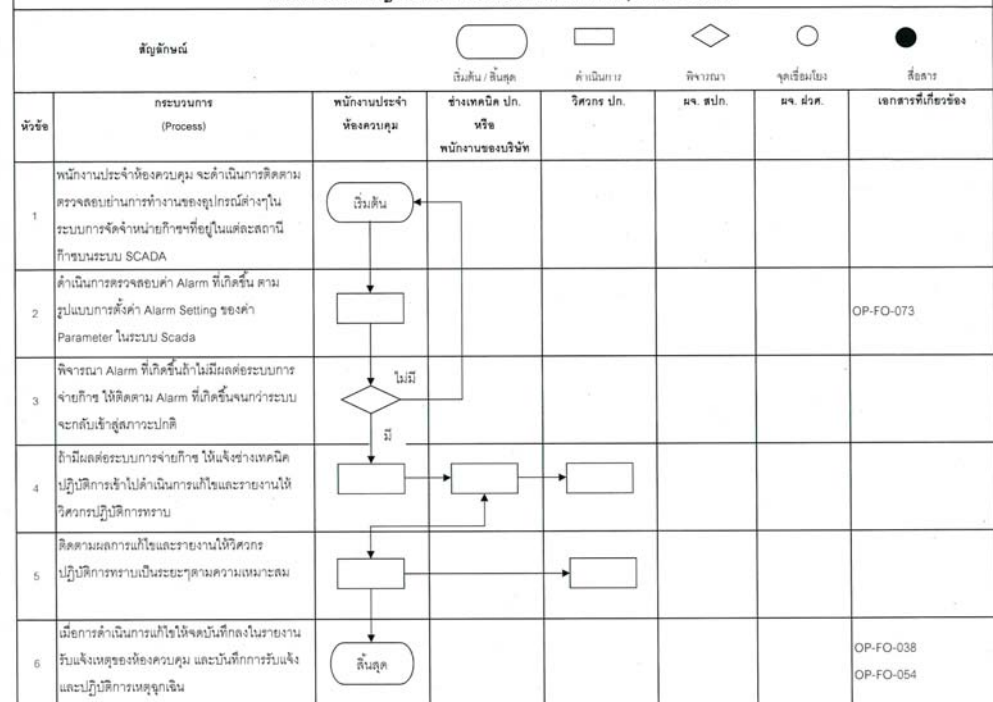 สัญลักษณ์
เริ่มต้น / สิ้นสุด
ดำเนินการ
พิจารณา
จุดเชื่อมโยง
สื่อสาร
หัวข้อ
กระบวนการ
(Process)
พนักงานประจำ
ห้องควบคุม
ช่างเทคนิค ปก.
หรือ
พนักงานของบริษัท
วิศวกร ปก.
ผจ. สปก.
ผจ. ฝวศ.
เอกสารที่เกี่ยวข้อง
1
พนักงานประจำห้องควบคุม จะดำเนินการติดตาม
ตรวจสอบย่านการทำงานของอุปกรณ์ต่างๆใน
ระบบการจัดจำหน่ายก๊าซฯที่อยู่ในแต่ละสถานี
ก๊าซบนระบบ SCADA
เริ่มต้น
2
ดำเนินการตรวจสอบค่า Alarm ที่เกิดขึ้น ตาม
รูปแบบการตั้งค่า Alarm Setting ของค่า
Parameter ในระบบ Scada
OP-FO-073
3
พิจารณา Alarm ที่เกิดขึ้นถ้าไม่มีผลต่อระบบการ
จ่ายก๊าซ ให้ติดตาม Alarm ที่เกิดขึ้นจนกว่าระบบ
จะกลับเข้าสู่สภาวะปกติ
ไม่มี
มี
4
ถ้ามีผลต่อระบบการจ่ายก๊าซ ให้แจ้งช่างเทคนิค
ปฏิบัติการเข้าไปดำเนินการแก้ไขและรายงานให้
วิศวกรปฏิบัติการทราบ
5
ติดตามผลการแก้ไขและรายงานให้วิศวกร
ปฏิบัติการทราบเป็นระยะๆตามความเหมาะสม
6
เมื่อการดำเนินการแก้ไขให้จดบันทึกลงในรายงาน
รับแจ้งเหตุของห้องควบคุม และบันทึกการรับแจ้ง
และปฏิบัติการเหตุฉุกเฉิน
สิ้นสุด
OP-FO-038
OP-FO-054